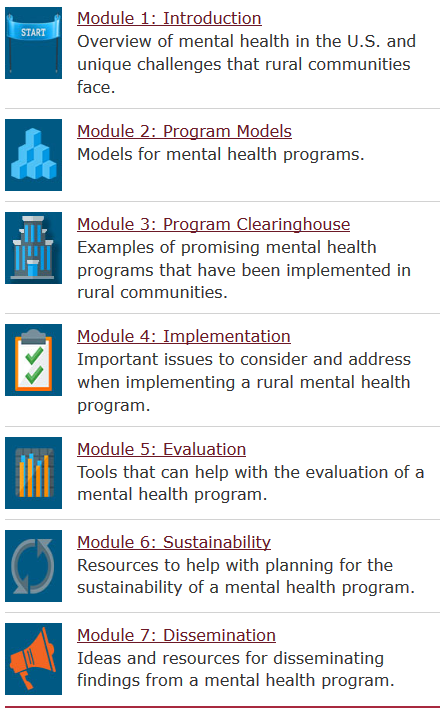 START
Module 1: Introduction
Overview of mental health in the U.S. and
unique challenges that rural communities
face.
Module 2: Program Models
Models for mental health programs.
Module 3: Program Clearinghouse
Examples of promising mental health
programs that have been implemented in
rural communities.
Module 4: Implementation
Important issues to consider and address
when implementing a rural mental health
program.
Module 5: Evaluation
Tools that can help with the evaluation of a
mental health program.
Module 6: Sustainability
Resources to help with planning for the
sustainability of a mental health program.
Module 7: Dissemination
Ideas and resources for disseminating
findings from a mental health program.